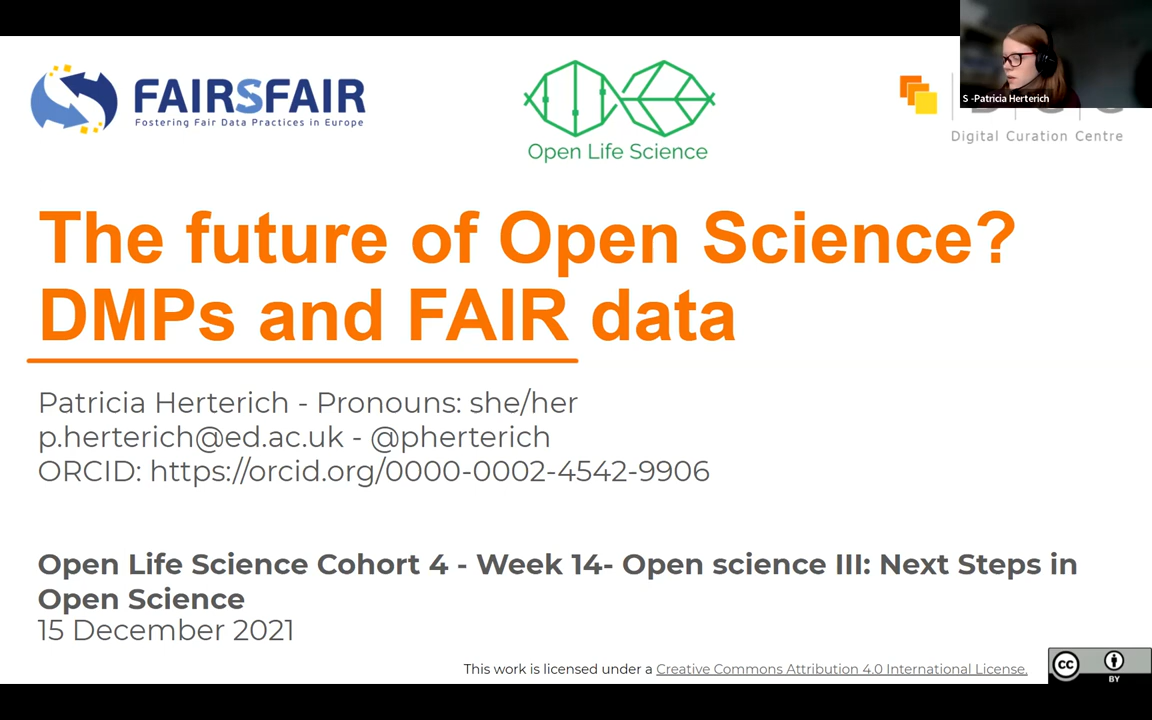 FAIRSFAIR
Fostering Fair Data Practices in Europe
Open Life Science
S -Patricia Herterich
Digital Curation Centre
The future of Open Science?
DMPs and FAIR data
Patricia Herterich - Pronouns: she/her
p.herterich@ed.ac.uk - @pherterich
ORCID: https://orcid.org/0000-0002-4542-9906
Open Life Science Cohort 4 - Week 14- Open science III: Next Steps in
Open Science
15 December 2021
This work is licensed under a Creative Commons Attribution 4.0 International License.
cc
BY